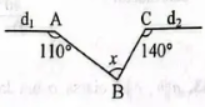 d₁ A C d₂
110° x 140°
B